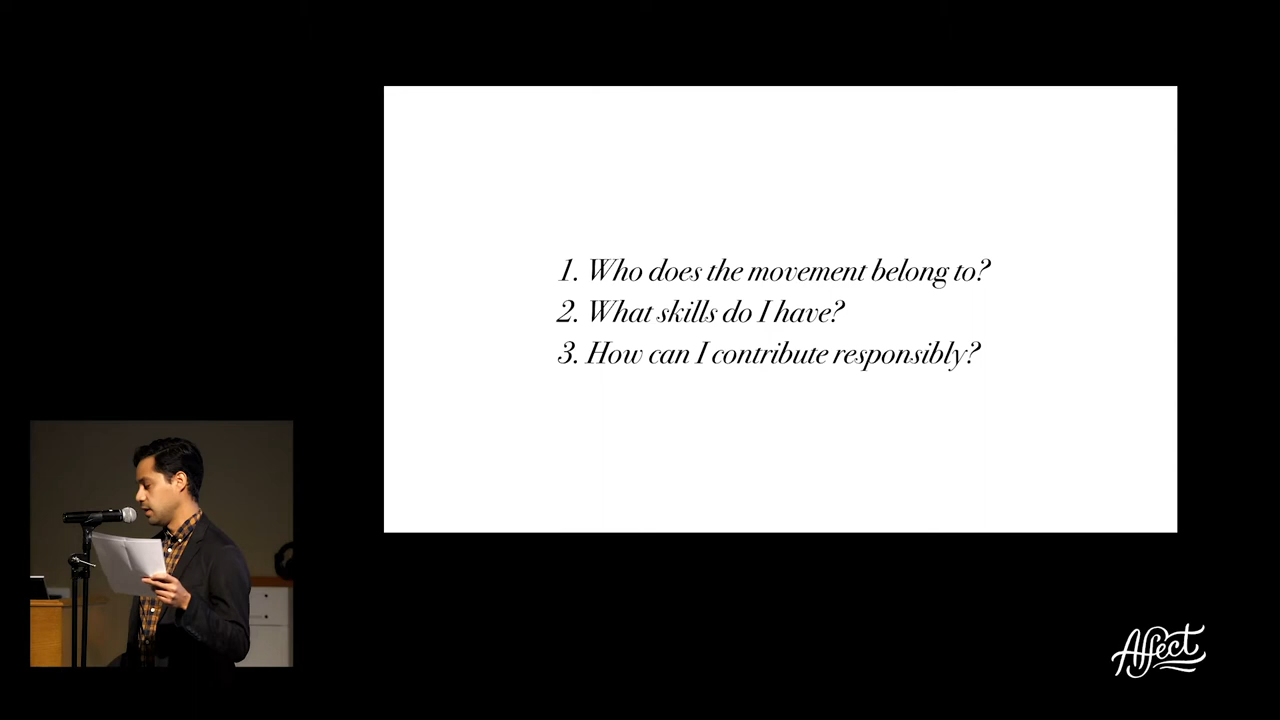 1. Who does the movement belong to?
2. What skills do I have?
3. How can I contribute responsibly?
Affect